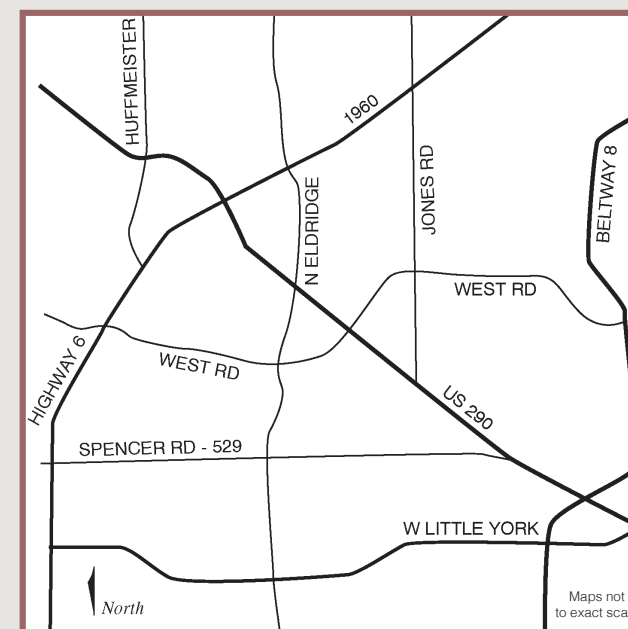 HUFFMEISTER
1960
JONES RD
BELTWAY 8
N ELDRIDGE
WEST RD
HIGHWAY 6
WEST RD
US 290
SPENCER RD - 529
W LITTLE YORK
North
Maps not
to exact sca